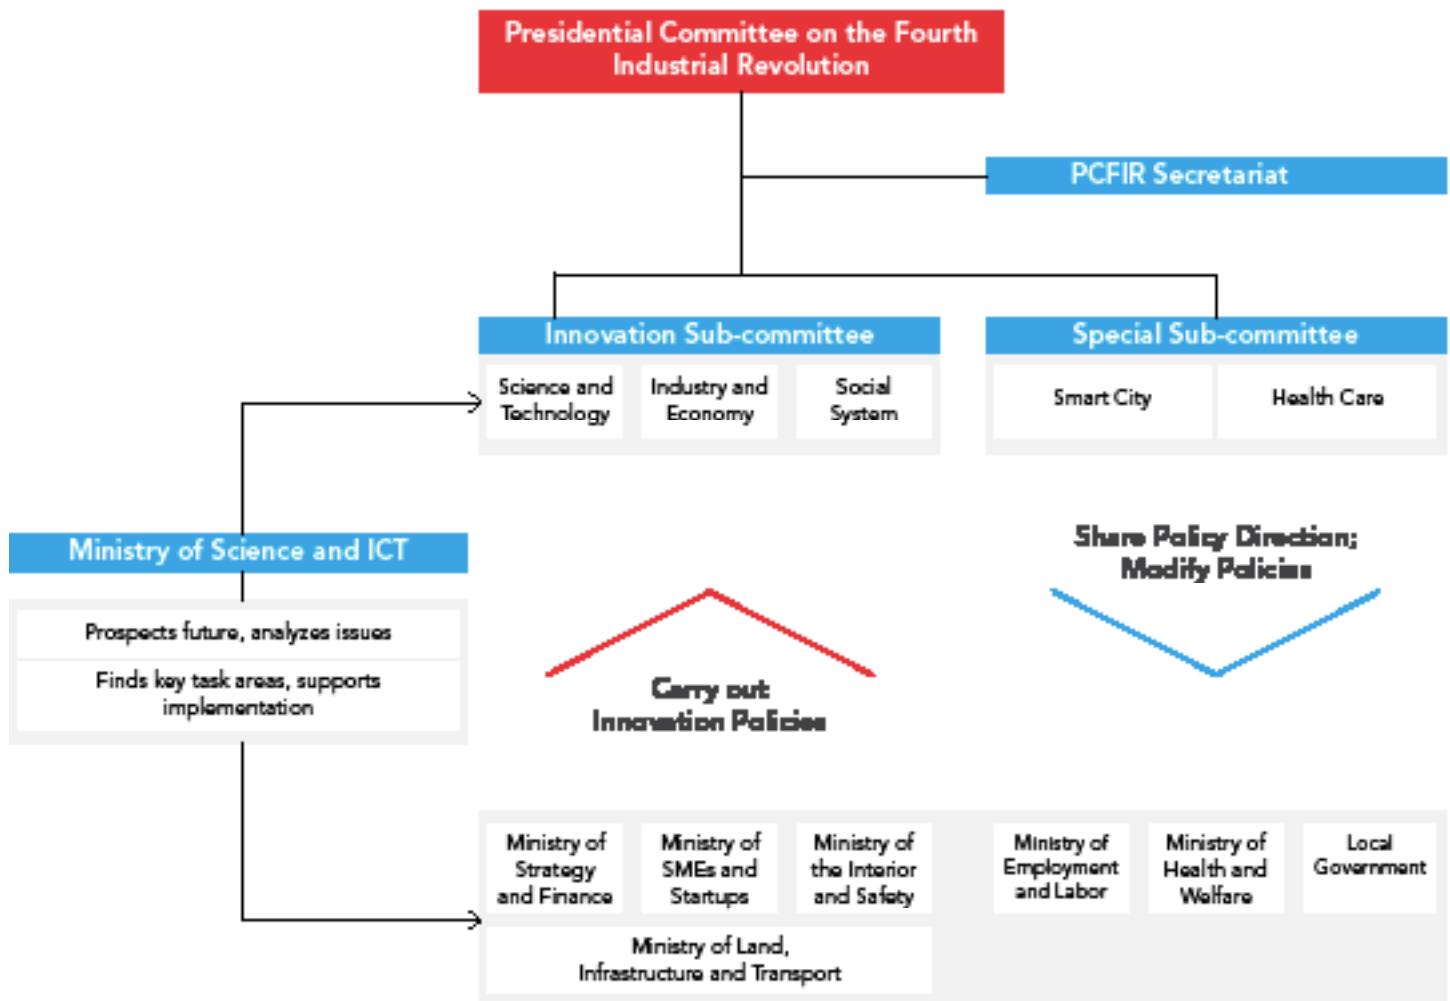 Presidential Committee on the Fourth
Industrial Revolution
PCFIR Secretariat
Innovation Sub-committee
Special Sub-committee
Science and
Technology
Industry and
Economy
Social
System
Smart City
Health Care
Ministry of Science and ICT
Prospects future, analyzes issues
Finds key task areas, supports
implementation
Share Policy Direction;
Modify Policies
Carry out
Innovation Policies
Ministry of
Strategy
and Finance
Ministry of
SMEs and
Startups
Ministry of
the Interior
and Safety
Ministry of
Employment
and Labor
Ministry of
Health and
Welfare
Local
Government
Ministry of Land,
Infrastructure and Transport